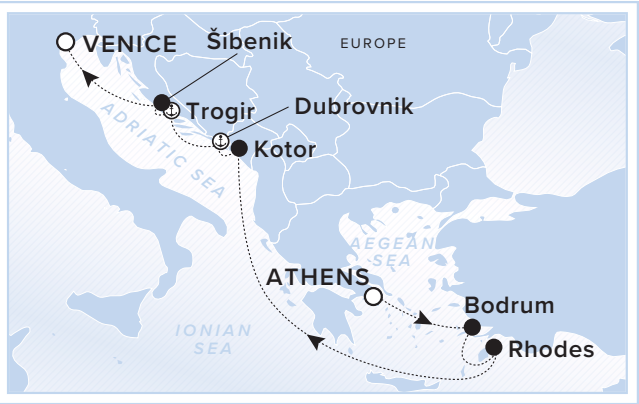 VENICE
Šibenik
EUROPE
Trogir
Dubrovnik
Kotor
ADRIATIC SEA
AEGEAN
SEA
ATHENS
Bodrum
Rhodes
IONIAN
SEA